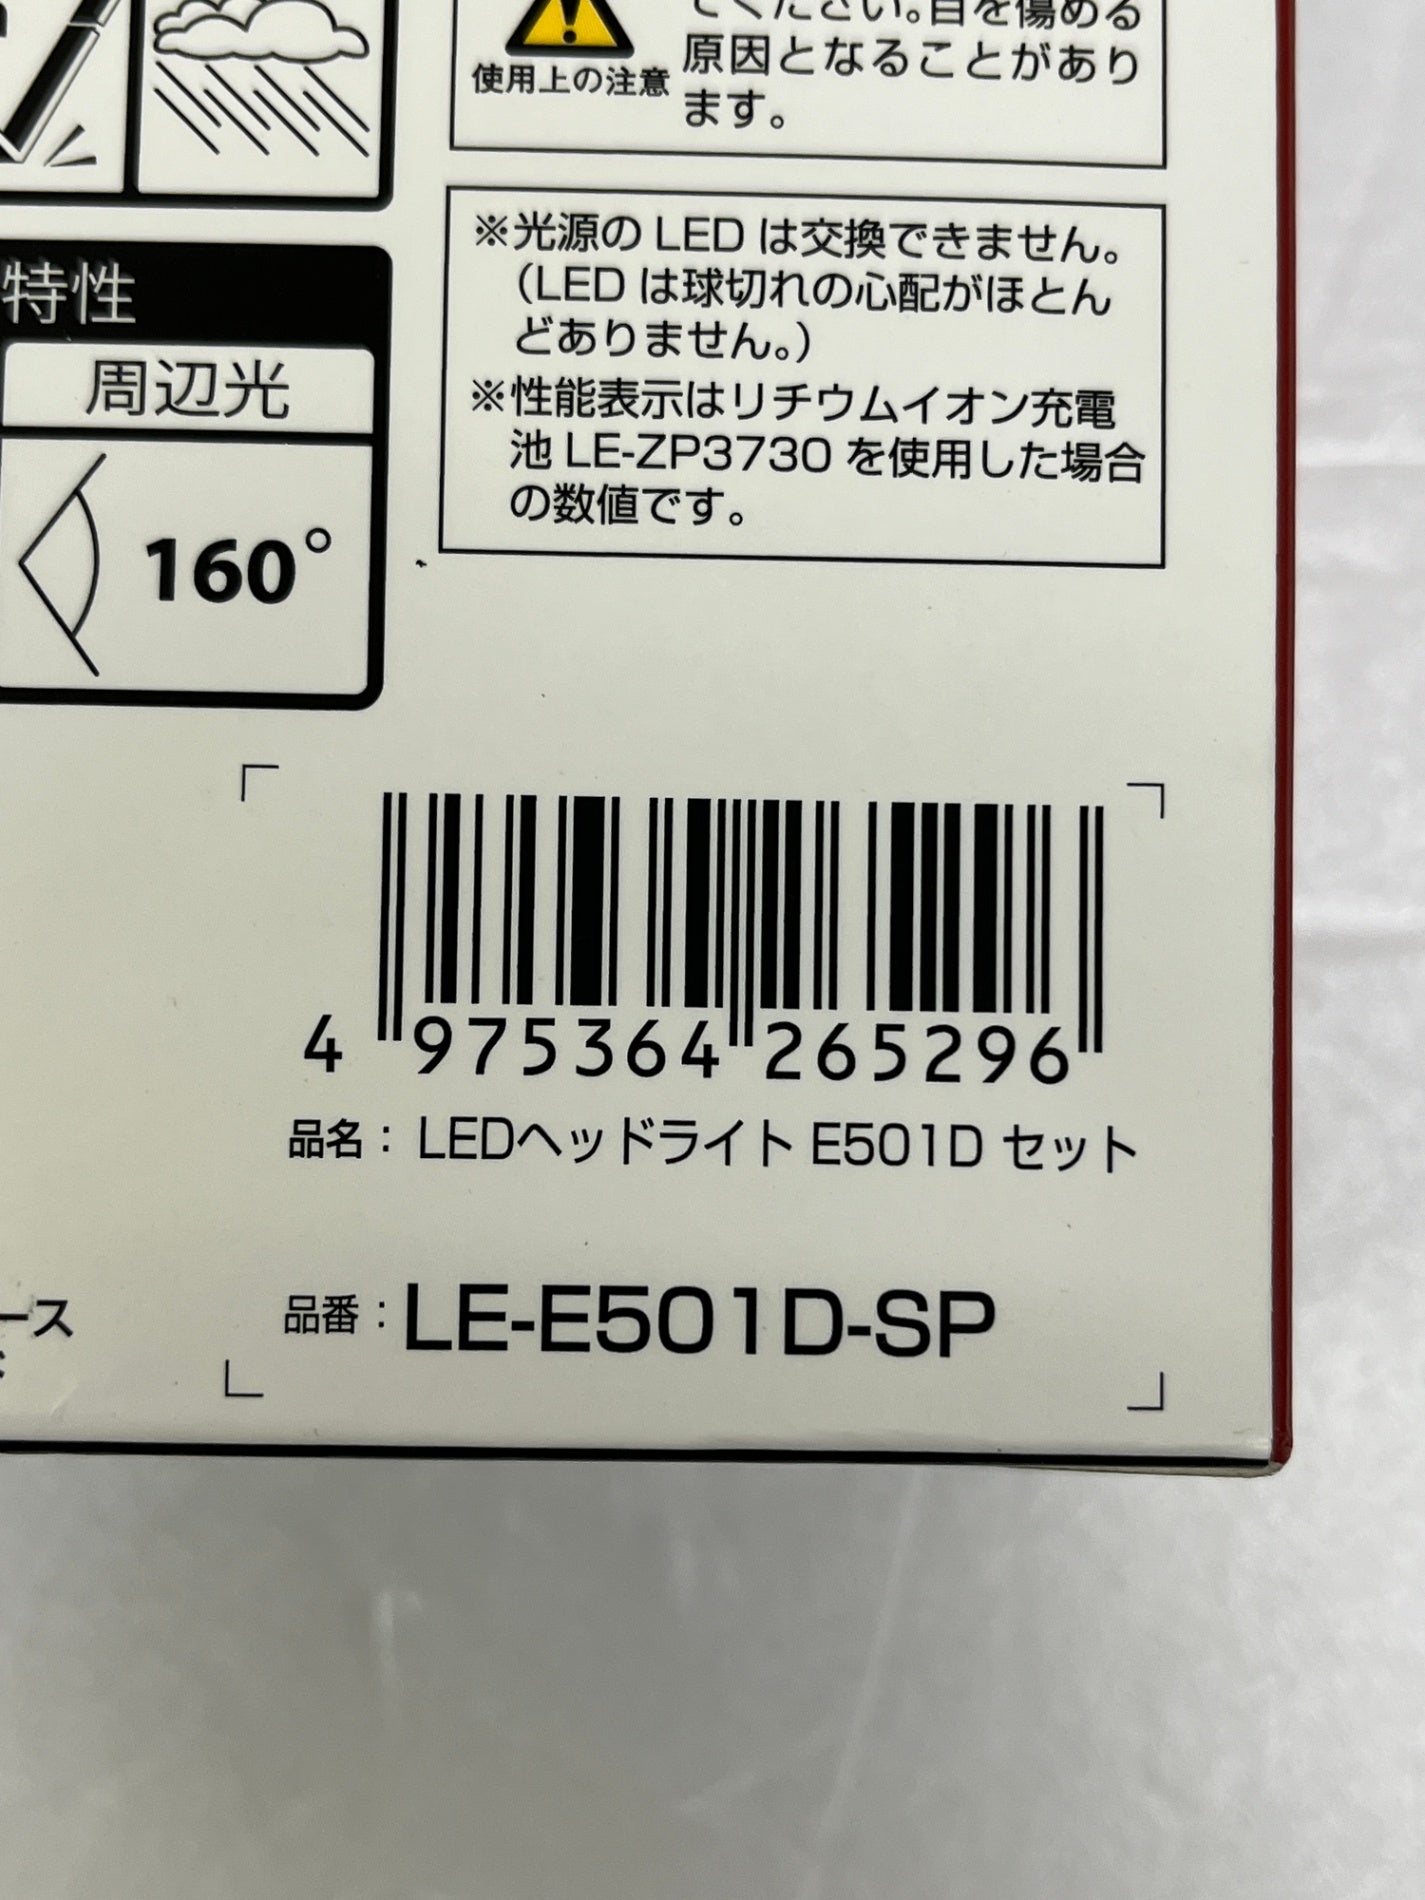 てください。目を傷める
原因となることがあり
ます。
使用上の注意
※光源の LED は交換できません。
(LED は球切れの心配がほとん
どありません。)
※性能表示はリチウムイオン充電
池 LE-ZP3730 を使用した場合
の数値です。
特性
周辺光
160°
4 975364 265296
品名： LEDヘッドライト E501D セット
品番：LE-E501D-SP
ース